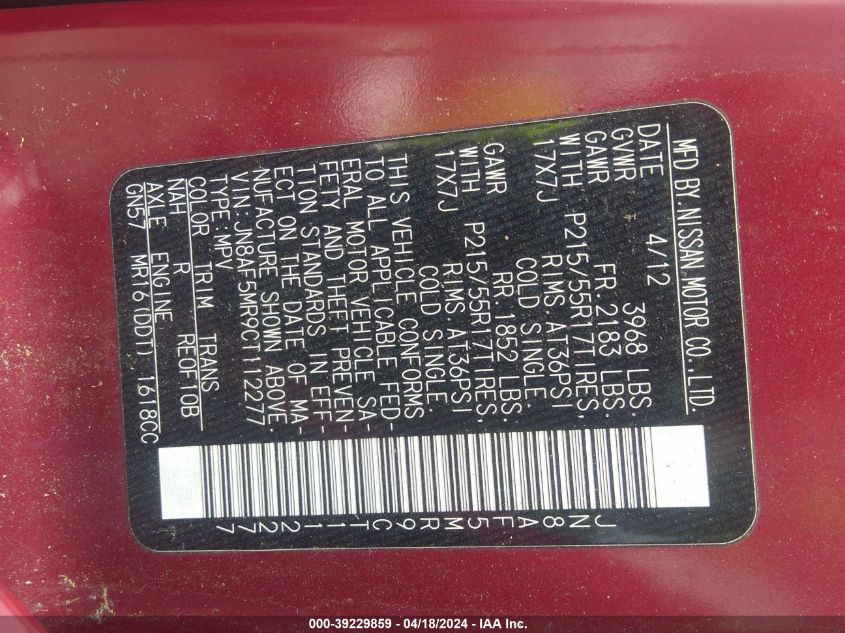 MFD BY.NISSAN MOTOR CO.,LTD.
DATE 4/12
GVWR 3968 LBS.
GAWR FR.2183 LBS.
WITH P215/55R17TIRES,
17X7J RIMS AT36PSI
COLD SINGLE.
GAWR RR.1852 LBS.
WITH P215/55R17TIRES,
17X7J RIMS AT36PSI
COLD SINGLE.
THIS VEHICLE CONFORMS
TO ALL APPLICABLE FED-
ERAL MOTOR VEHICLE SA-
FETY AND THEFT PREVEN-
TION STANDARDS IN EFF-
ECT ON THE DATE OF MA-
NUFACTURE SHOWN ABOVE.
VIN:JN8AF5MR9CT112277
TYPE:MPV
COLOR TRIM TRANS
NAH R RE0F10B
AXLE ENGINE
GN57 MR16(DDT) 1618CC
JN8AF5MR9CT112277
000-39229859 - 04/18/2024 - IAA Inc.